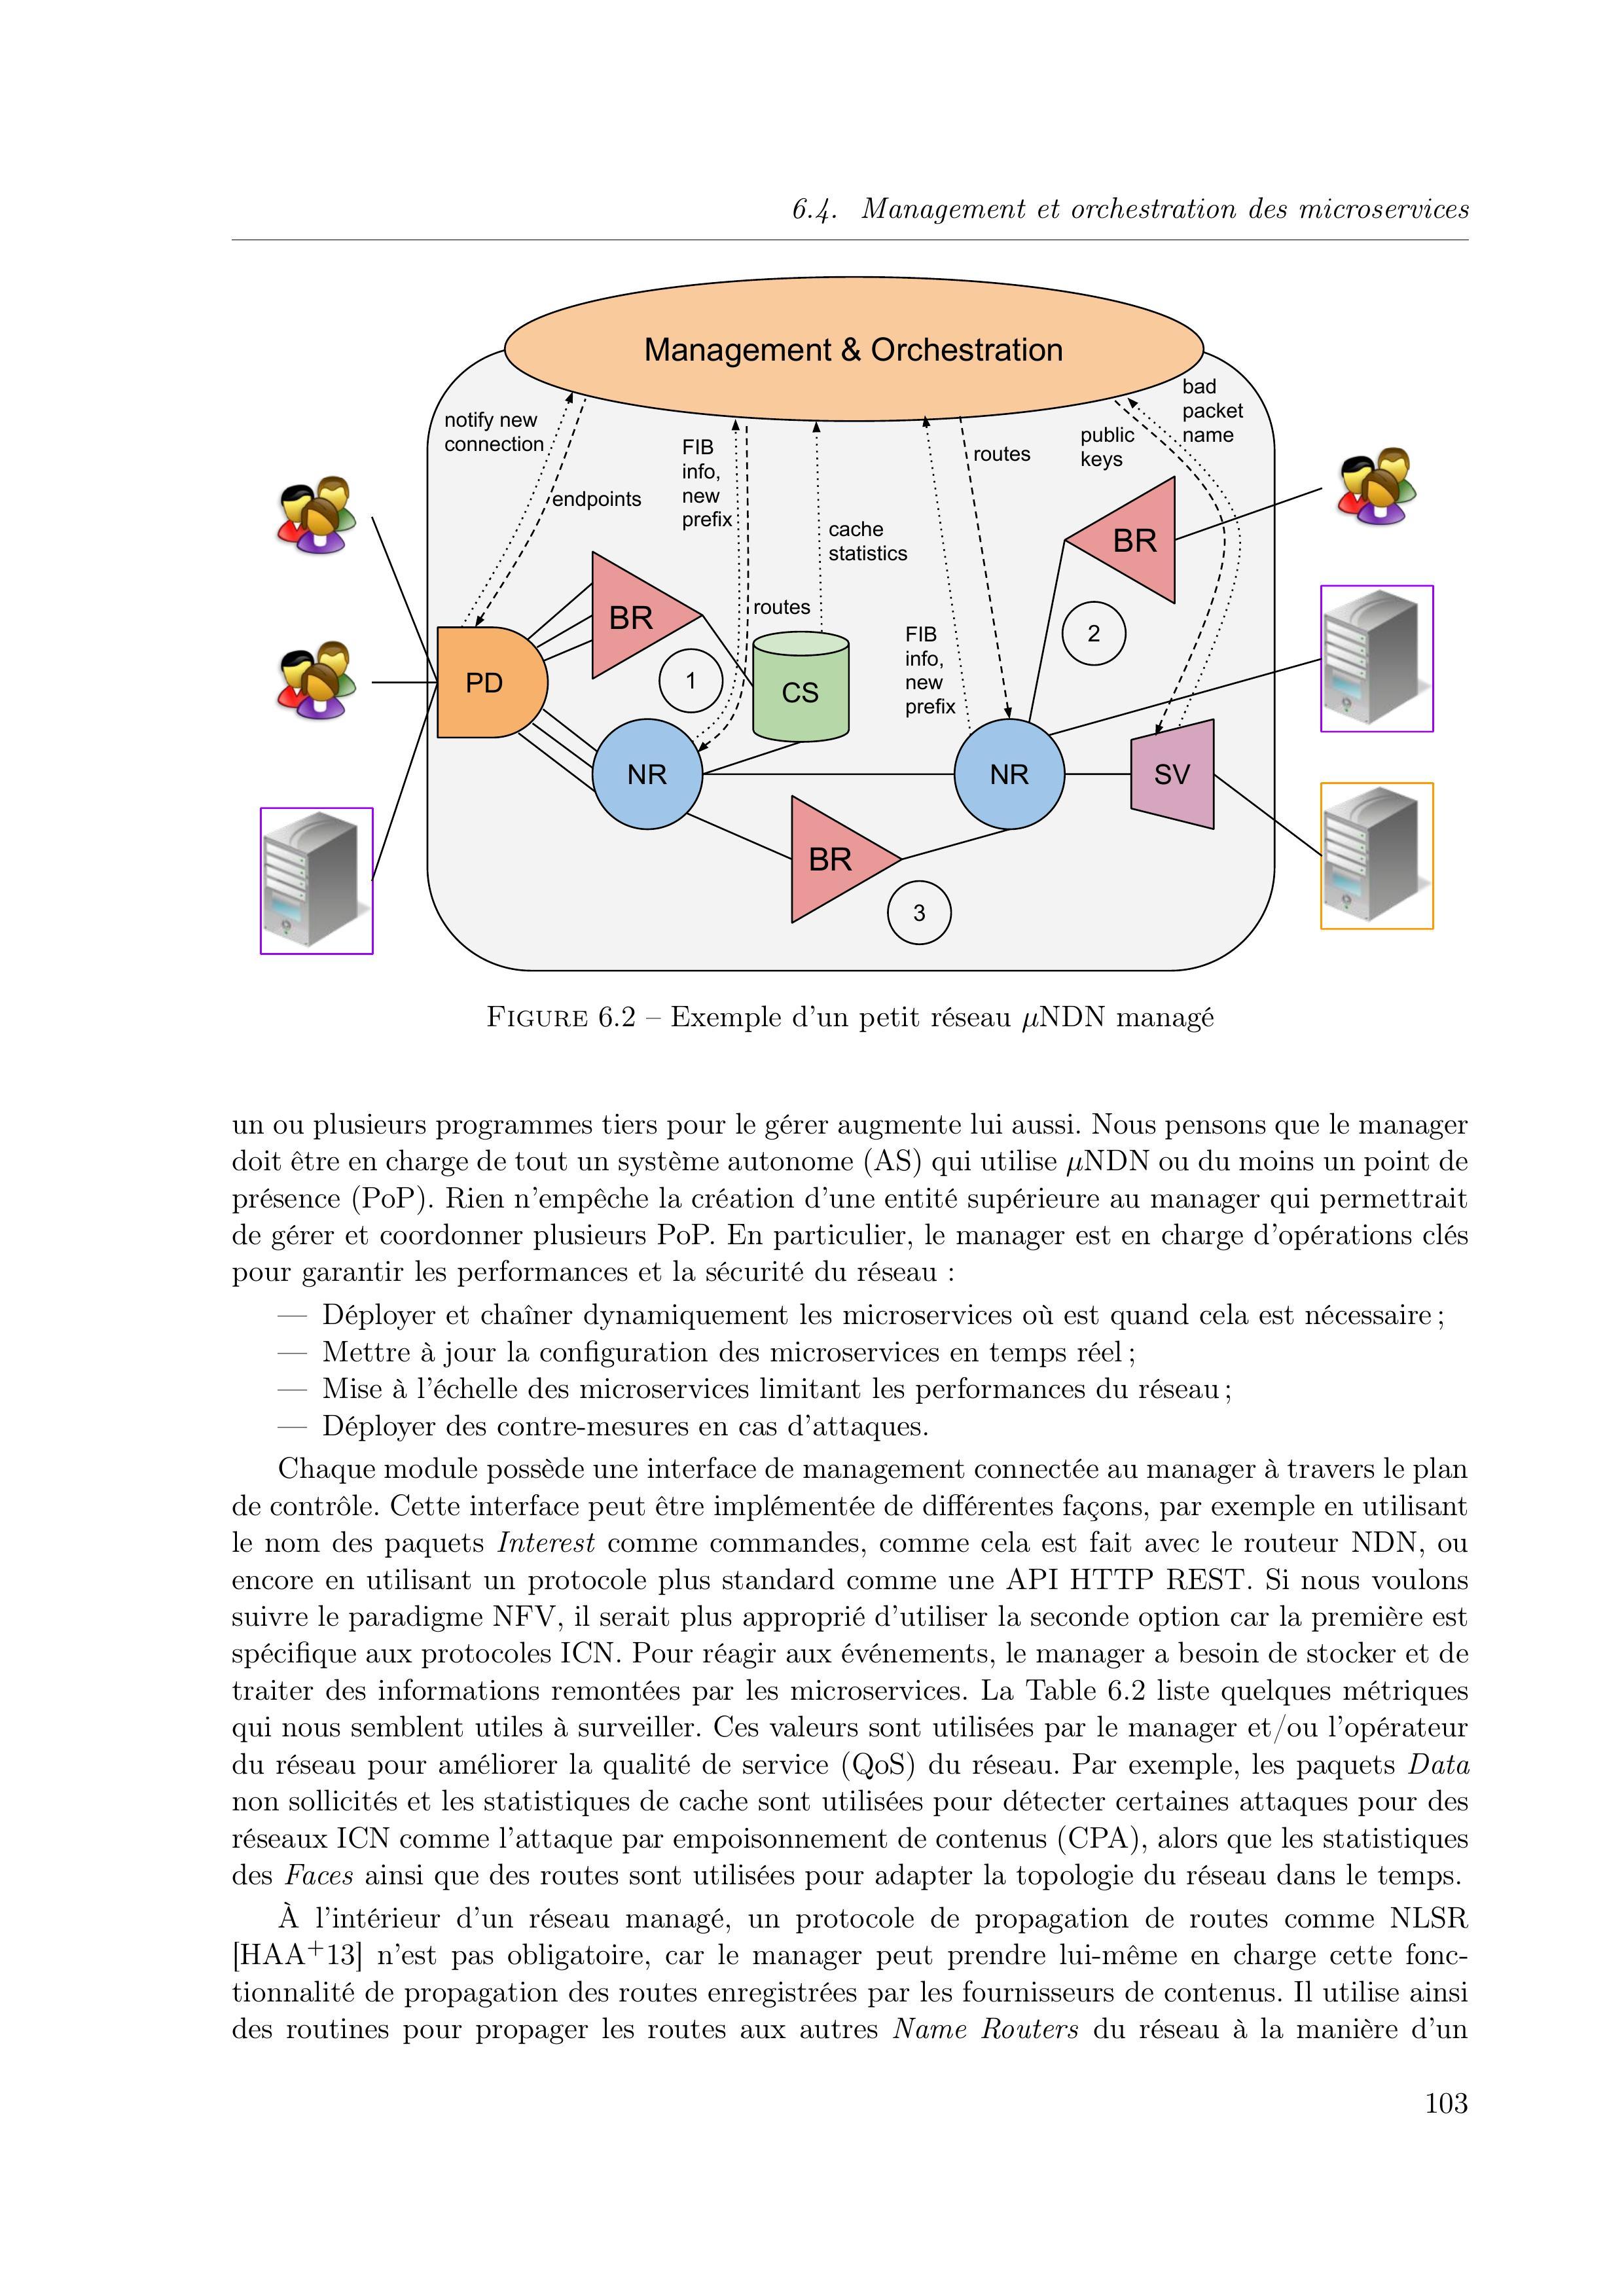 6.4. Management et orchestration des microservices
Management & Orchestration
notify new
connection
endpoints
FIB
info,
new
prefix
routes
cache
statistics
FIB
info,
new
prefix
routes
public
keys
bad
packet
name
PD
BR
1
CS
NR
BR
3
NR
BR
2
SV
FIGURE 6.2 – Exemple d'un petit réseau µNDN managé
un ou plusieurs programmes tiers pour le gérer augmente lui aussi. Nous pensons que le manager
doit être en charge de tout un système autonome (AS) qui utilise µNDN ou du moins un point de
présence (PoP). Rien n'empêche la création d'une entité supérieure au manager qui permettrait
de gérer et coordonner plusieurs PoP. En particulier, le manager est en charge d'opérations clés
pour garantir les performances et la sécurité du réseau :
— Déployer et chaîner dynamiquement les microservices où est quand cela est nécessaire ;
— Mettre à jour la configuration des microservices en temps réel ;
— Mise à l'échelle des microservices limitant les performances du réseau ;
— Déployer des contre-mesures en cas d'attaques.
Chaque module possède une interface de management connectée au manager à travers le plan
de contrôle. Cette interface peut être implémentée de différentes façons, par exemple en utilisant
le nom des paquets Interest comme commandes, comme cela est fait avec le routeur NDN, ou
encore en utilisant un protocole plus standard comme une API HTTP REST. Si nous voulons
suivre le paradigme NFV, il serait plus approprié d'utiliser la seconde option car la première est
spécifique aux protocoles ICN. Pour réagir aux événements, le manager a besoin de stocker et de
traiter des informations remontées par les microservices. La Table 6.2 liste quelques métriques
qui nous semblent utiles à surveiller. Ces valeurs sont utilisées par le manager et/ou l'opérateur
du réseau pour améliorer la qualité de service (QoS) du réseau. Par exemple, les paquets Data
non sollicités et les statistiques de cache sont utilisées pour détecter certaines attaques pour des
réseaux ICN comme l'attaque par empoisonnement de contenus (CPA), alors que les statistiques
des Faces ainsi que des routes sont utilisées pour adapter la topologie du réseau dans le temps.
À l'intérieur d'un réseau managé, un protocole de propagation de routes comme NLSR
[HAA+13] n'est pas obligatoire, car le manager peut prendre lui-même en charge cette fonc-
tionnalité de propagation des routes enregistrées par les fournisseurs de contenus. Il utilise ainsi
des routines pour propager les routes aux autres Name Routers du réseau à la manière d'un
103